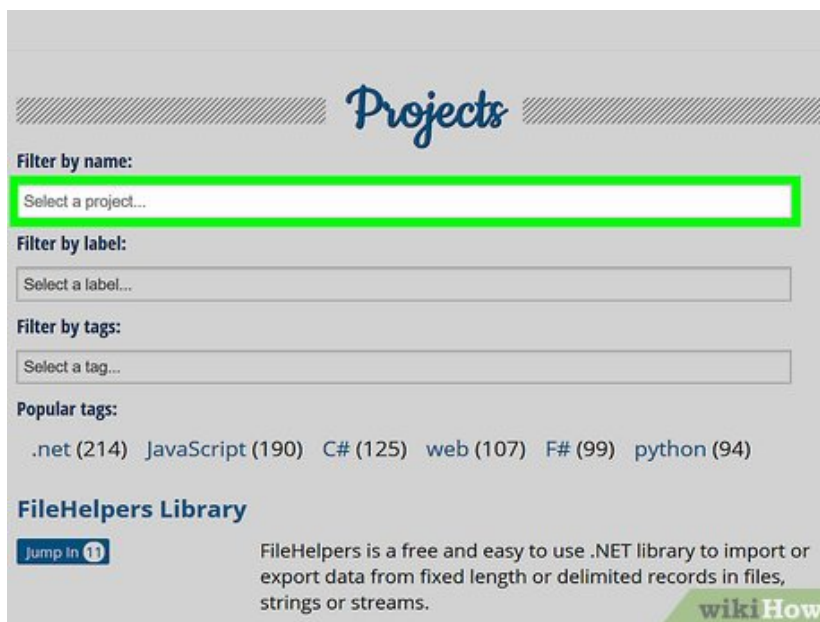 Projects
Filter by name:
Select a project...
Filter by label:
Select a label...
Filter by tags:
Select a tag...
Popular tags:
.net (214) JavaScript (190) C# (125) web (107) F# (99) python (94)
FileHelpers Library
Jump In 11
FileHelpers is a free and easy to use .NET library to import or
export data from fixed length or delimited records in files,
strings or streams.
wikiHow